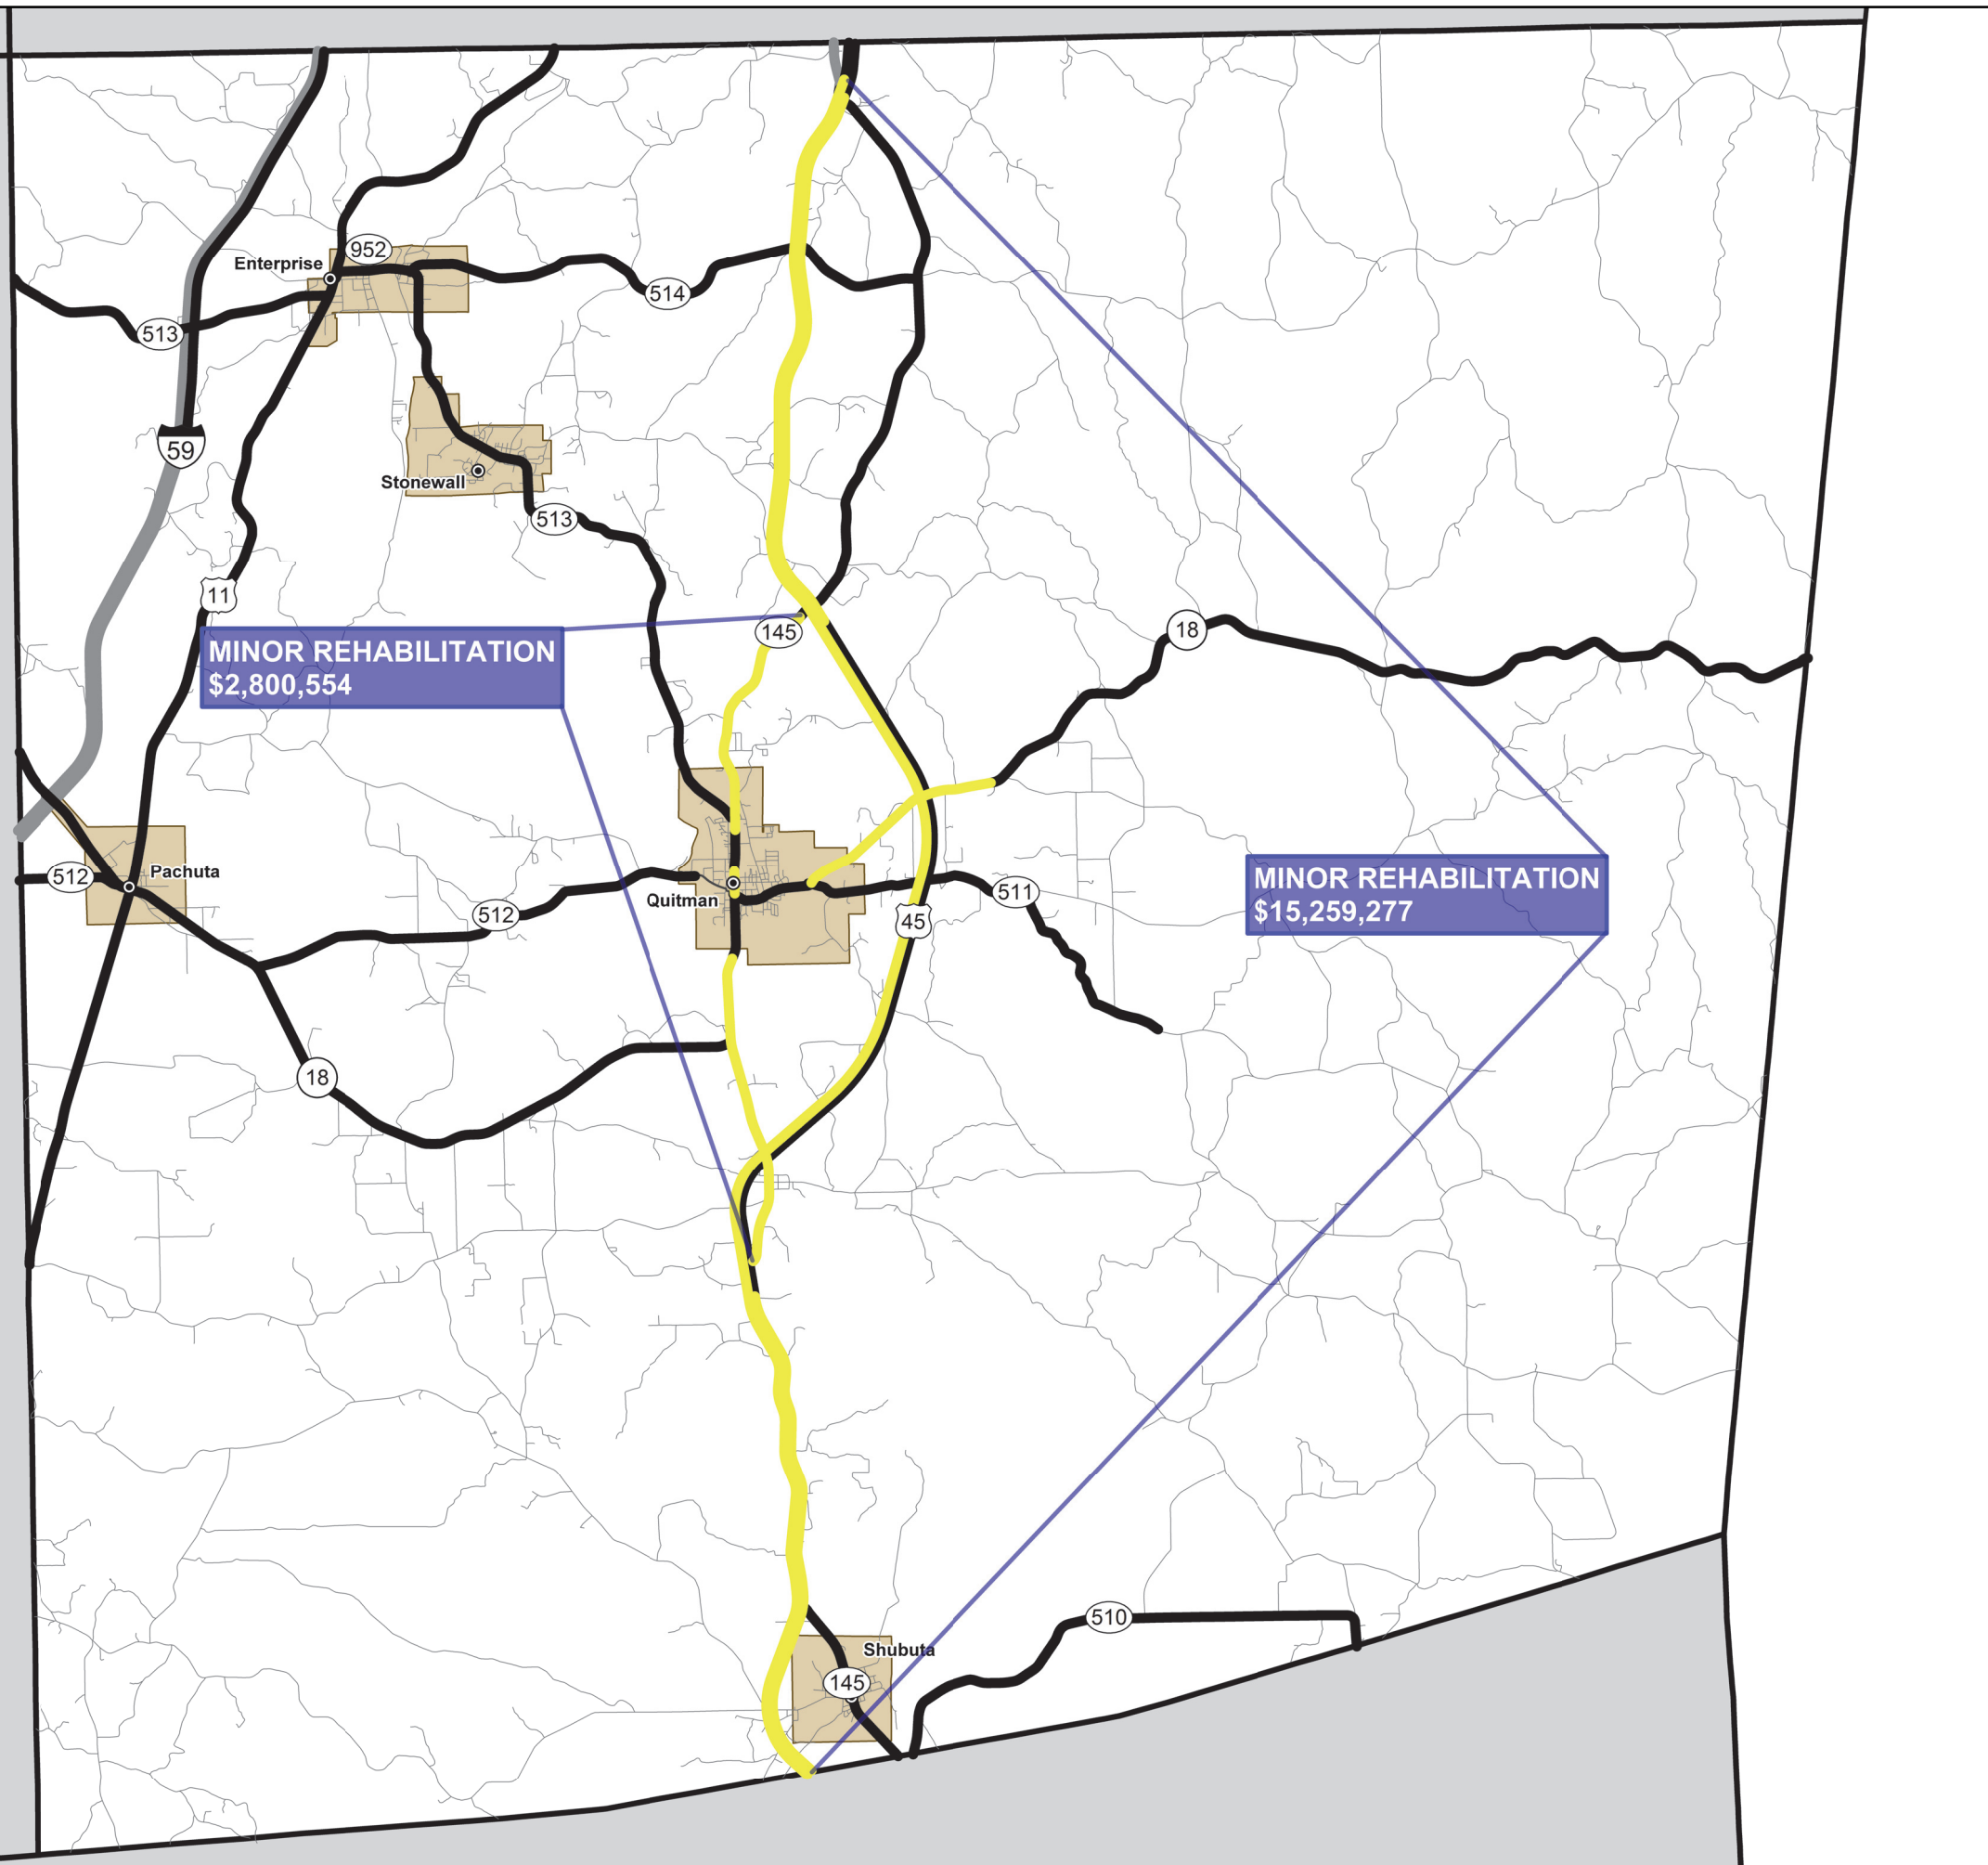 952
Enterprise
514
513
59
Stonewall
513
11
18
145
MINOR REHABILITATION
$2,800,554
512
Pachuta
MINOR REHABILITATION
$15,259,277
511
Quitman
512
45
18
510
Shubuta
145